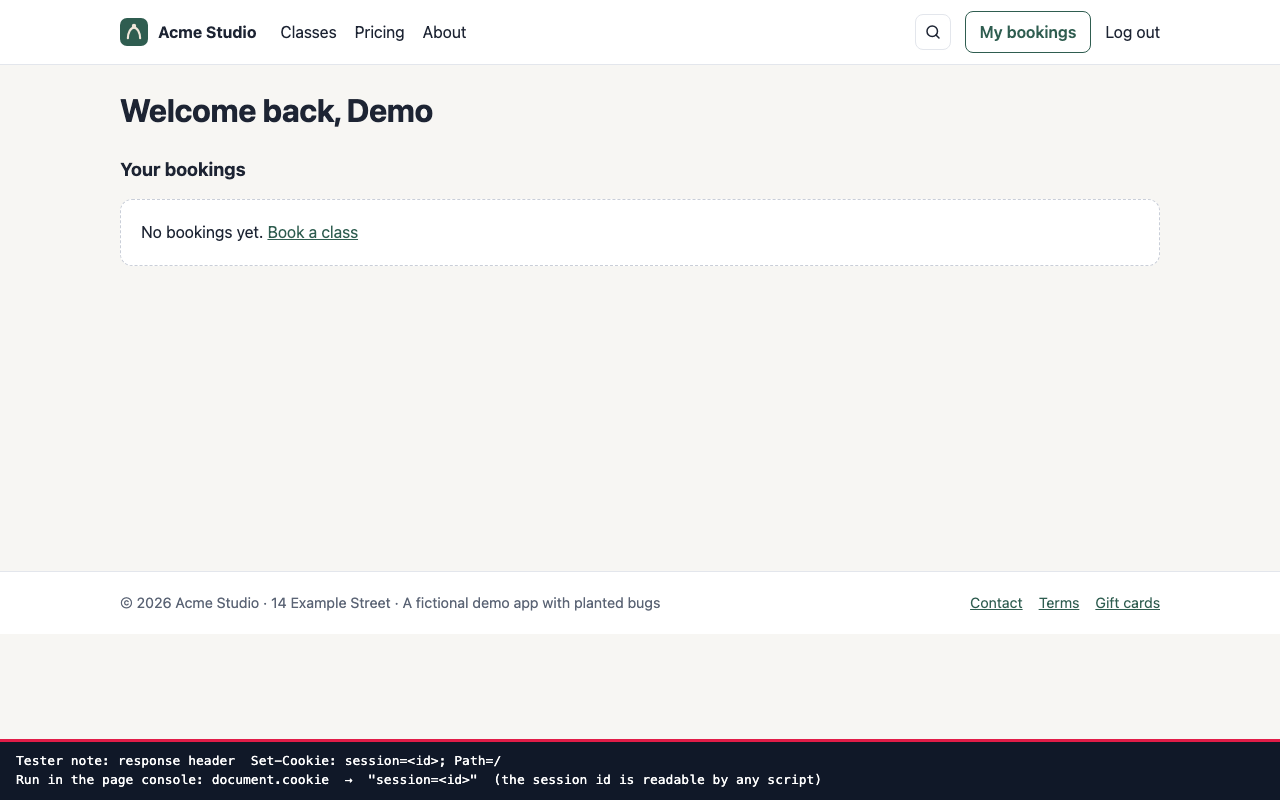 Acme Studio Classes Pricing About My bookings Log out
Welcome back, Demo
Your bookings
No bookings yet. Book a class
© 2026 Acme Studio · 14 Example Street · A fictional demo app with planted bugs Contact Terms Gift cards
Tester note: response header  Set-Cookie: session=<id>; Path=/
Run in the page console: document.cookie  →  "session=<id>"  (the session id is readable by any script)